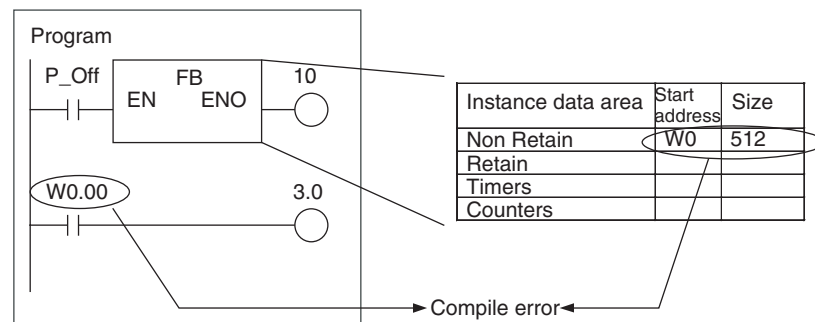 Program
P_Off
FB
10
EN ENO
W0.00
3.0
Instance data area Start address Size
Non Retain W0 512
Retain
Timers
Counters
Compile error